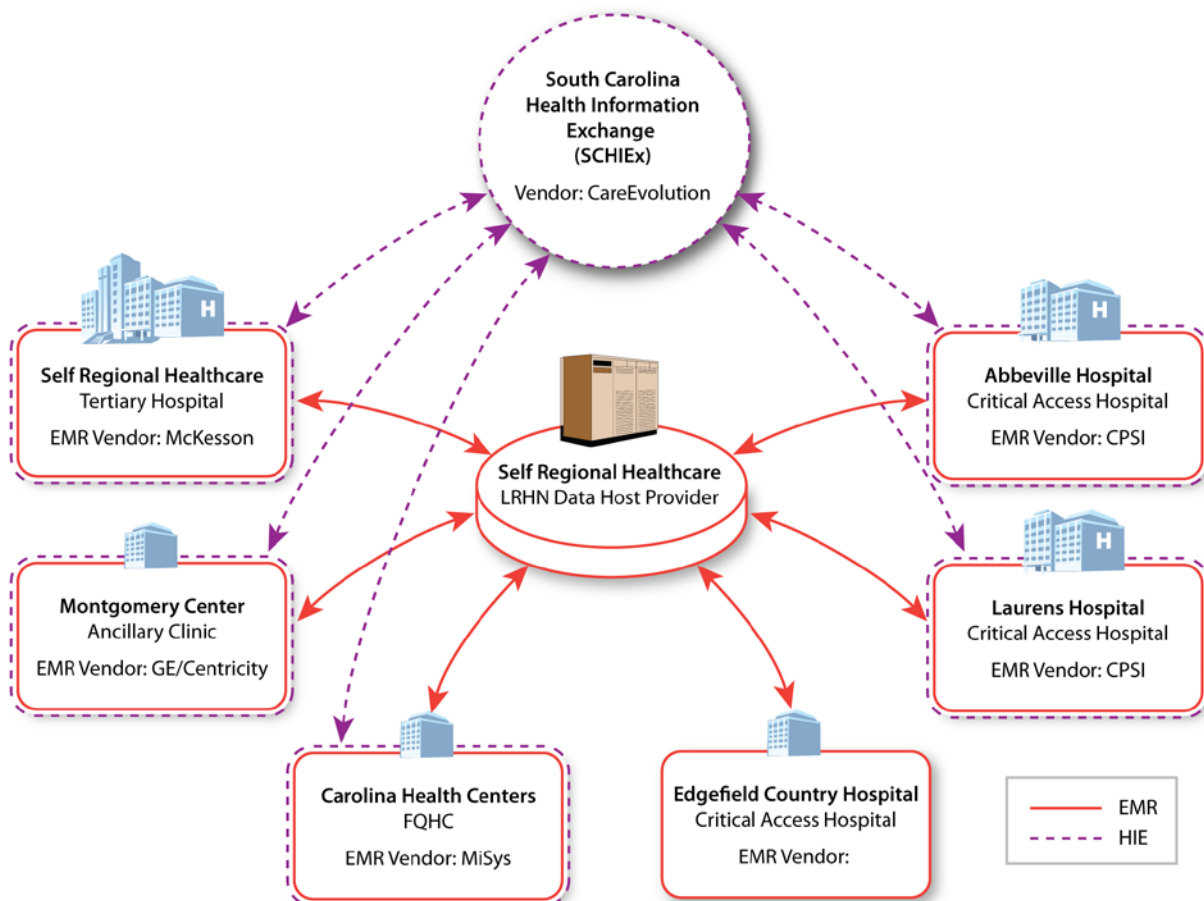 South Carolina
Health Information
Exchange
(SCHIEx)
Vendor: CareEvolution
H
Self Regional Healthcare
Tertiary Hospital
EMR Vendor: McKesson
H
Abbeville Hospital
Critical Access Hospital
EMR Vendor: CPSI
Self Regional Healthcare
LRHN Data Host Provider
Montgomery Center
Ancillary Clinic
EMR Vendor: GE/Centricity
H
Laurens Hospital
Critical Access Hospital
EMR Vendor: CPSI
Carolina Health Centers
FQHC
EMR Vendor: MiSys
Edgefield Country Hospital
Critical Access Hospital
EMR Vendor:
EMR
HIE